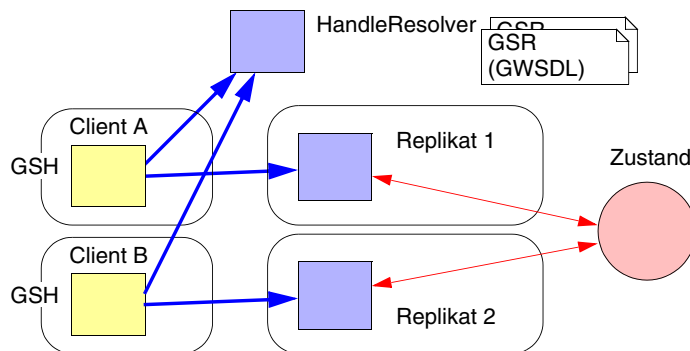 HandleResolver
GSR
GSR
(GWSDL)
Client A
GSH
Replikat 1
Zustand
Client B
GSH
Replikat 2